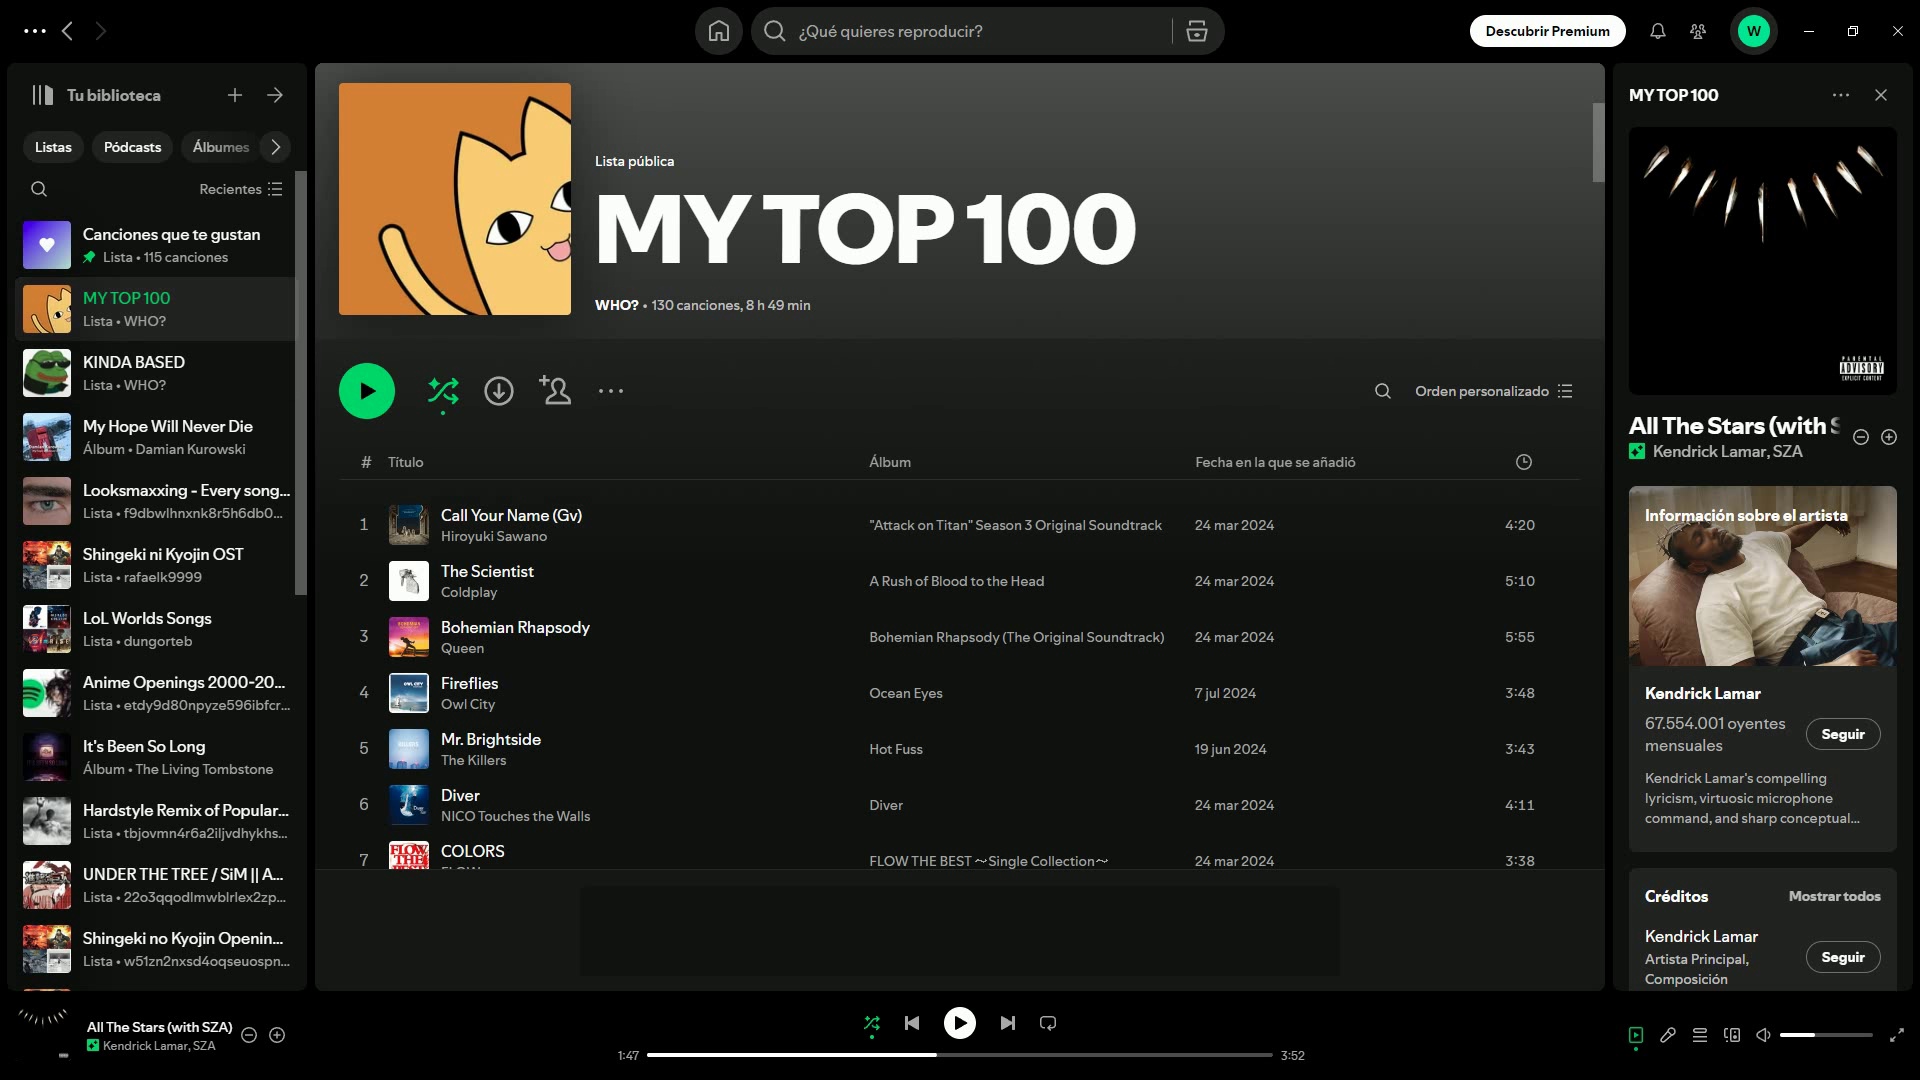 ¿Qué quieres reproducir?
Descubrir Premium
W
Tu biblioteca
Listas
Pódcasts
Álbumes
Recientes
Canciones que te gustan
Lista • 115 canciones
MY TOP 100
Lista • WHO?
KINDA BASED
Lista • WHO?
My Hope Will Never Die
Álbum • Damian Kurowski
Looksmaxxing - Every song...
Lista • f9dbwlhnxnk8r5h6db0...
Shingeki ni Kyojin OST
Lista • rafaelk9999
LoL Worlds Songs
Lista • dungorteb
Anime Openings 2000-20...
Lista • etdy9d80npyze596ibfcr...
It's Been So Long
Álbum • The Living Tombstone
Hardstyle Remix of Popular...
Lista • tbjovmn4r6a2iljvdhykhs...
UNDER THE TREE / SiM || A...
Lista • 22o3qqodlmwblrlex2zp...
Shingeki no Kyojin Openin...
Lista • w51zn2nxsd4oqseuospn...
Lista pública
MY TOP 100
WHO? • 130 canciones, 8 h 49 min
Orden personalizado
# Título Álbum Fecha en la que se añadió
1 Call Your Name (Gv) "Attack on Titan" Season 3 Original Soundtrack 24 mar 2024 4:20
Hiroyuki Sawano
2 The Scientist A Rush of Blood to the Head 24 mar 2024 5:10
Coldplay
3 Bohemian Rhapsody Bohemian Rhapsody (The Original Soundtrack) 24 mar 2024 5:55
Queen
4 Fireflies Ocean Eyes 7 jul 2024 3:48
Owl City
5 Mr. Brightside Hot Fuss 19 jun 2024 3:43
The Killers
6 Diver Diver 24 mar 2024 4:11
NICO Touches the Walls
7 COLORS FLOW THE BEST ～Single Collection～ 24 mar 2024 3:38
MY TOP 100
PARENTAL
ADVISORY
EXPLICIT CONTENT
All The Stars (with S
Kendrick Lamar, SZA
Información sobre el artista
Kendrick Lamar
67.554.001 oyentes
mensuales
Seguir
Kendrick Lamar's compelling
lyricism, virtuosic microphone
command, and sharp conceptual...
Créditos
Mostrar todos
Kendrick Lamar
Artista Principal,
Composición
Seguir
All The Stars (with SZA)
Kendrick Lamar, SZA
1:47
3:52